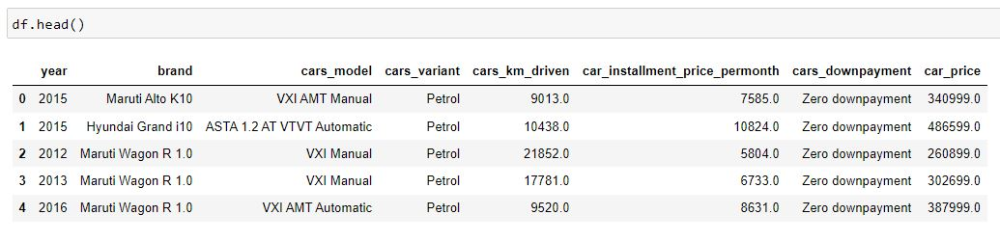 df.head()
year brand cars_model cars_variant cars_km_driven car_installment_price_permonth cars_downpayment car_price
0 2015 Maruti Alto K10 VXI AMT Manual Petrol 9013.0 7585.0 Zero downpayment 340999.0
1 2015 Hyundai Grand i10 ASTA 1.2 AT VTVT Automatic Petrol 10438.0 10824.0 Zero downpayment 486599.0
2 2012 Maruti Wagon R 1.0 VXI Manual Petrol 21852.0 5804.0 Zero downpayment 260899.0
3 2013 Maruti Wagon R 1.0 VXI Manual Petrol 17781.0 6733.0 Zero downpayment 302699.0
4 2016 Maruti Wagon R 1.0 VXI AMT Automatic Petrol 9520.0 8631.0 Zero downpayment 387999.0